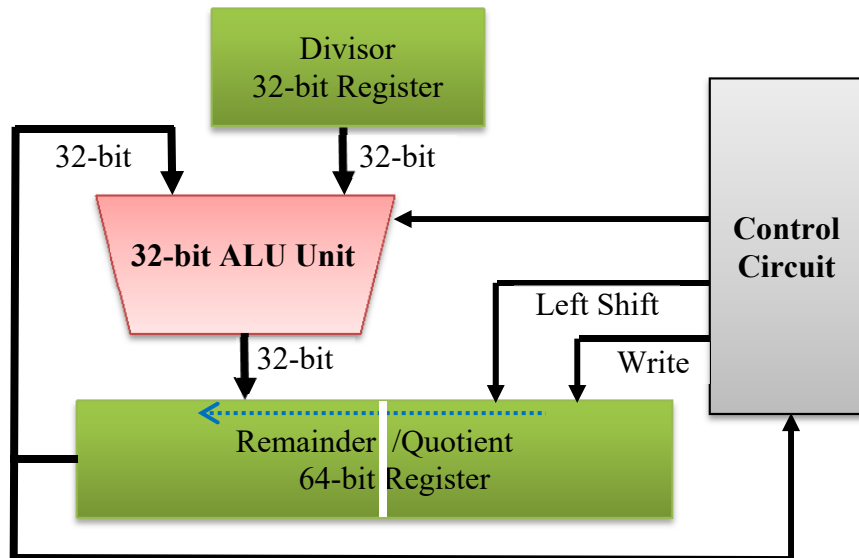 Divisor
32-bit Register
32-bit
32-bit
32-bit ALU Unit
Control
Circuit
Left Shift
32-bit
Write
Remainder /Quotient
64-bit Register